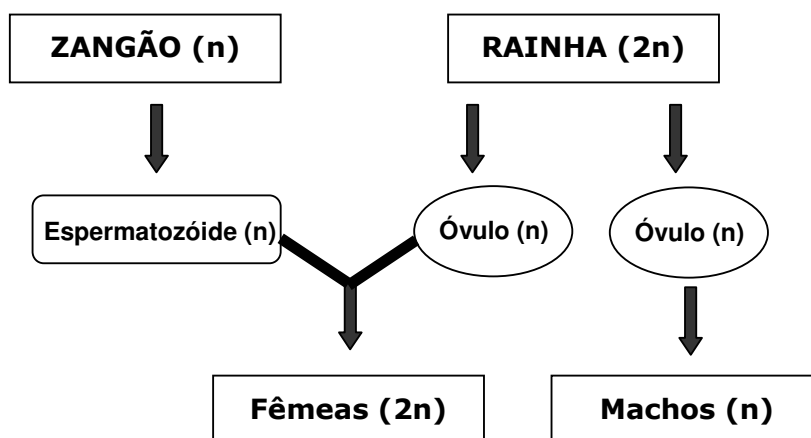 ZANGÃO (n)
RAINHA (2n)
Espermatozóide (n)
Óvulo (n)
Óvulo (n)
Fêmeas (2n)
Machos (n)